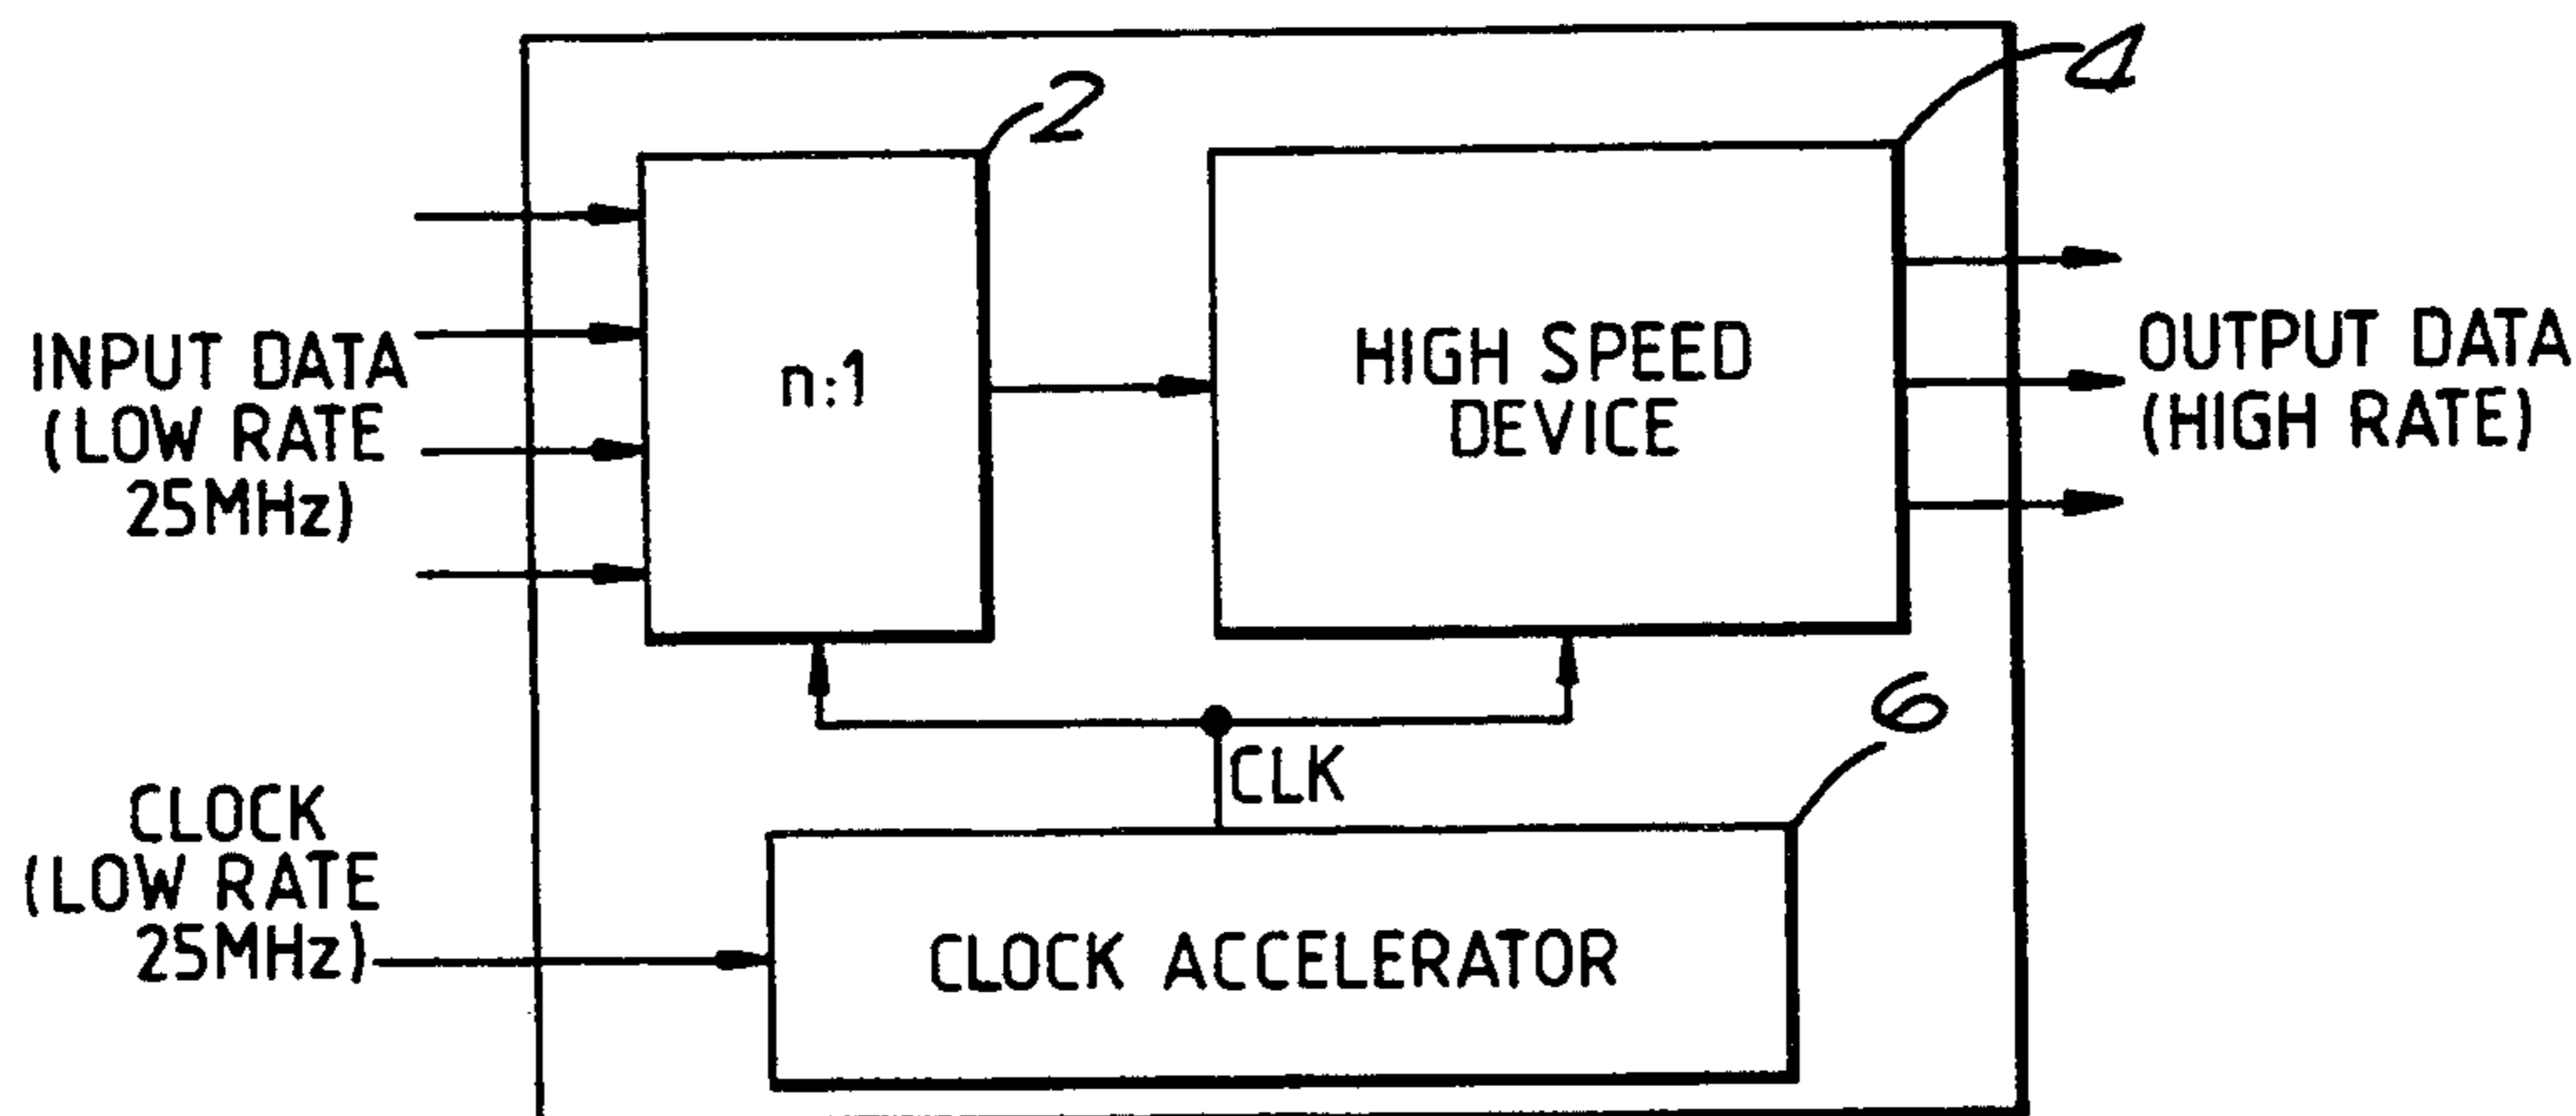 2
4
INPUT DATA
(LOW RATE
25MHz)
n:1
HIGH SPEED
DEVICE
OUTPUT DATA
(HIGH RATE)
6
CLK
CLOCK
(LOW RATE
25MHz)
CLOCK ACCELERATOR